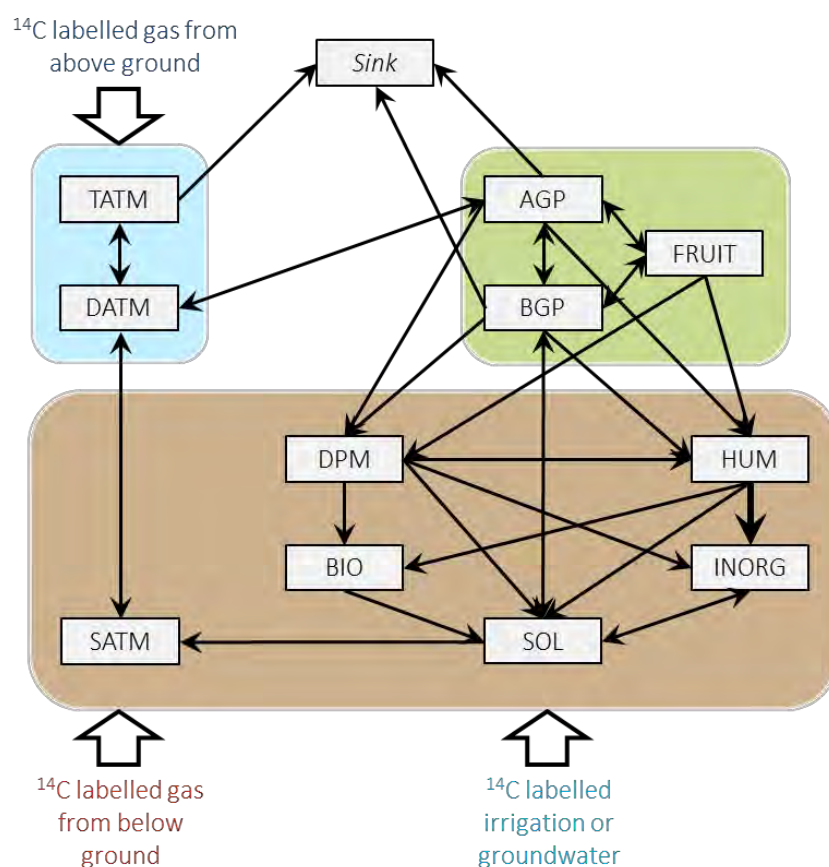 ¹⁴C labelled gas from
above ground
Sink
TATM
AGP
FRUIT
DATM
BGP
DPM
HUM
BIO
INORG
SATM
SOL
¹⁴C labelled gas
from below
ground
¹⁴C labelled
irrigation or
groundwater